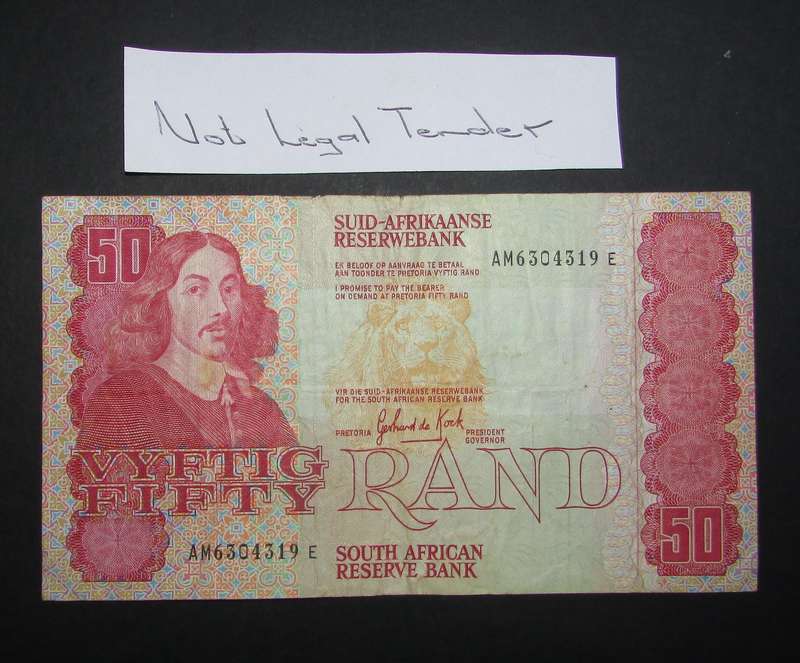 Not Legal Tender
50
SUID-AFRIKAANSE
RESERWEBANK
EK BELOOF OP AANVRAAG TE BETAAL
AAN TOONDER TE PRETORIA VYFTIG RAND
I PROMISE TO PAY THE BEARER
ON DEMAND AT PRETORIA FIFTY RAND
AM6304319 E
VIR DIE SUID-AFRIKAANSE RESERWEBANK
FOR THE SOUTH AFRICAN RESERVE BANK
PRETORIA Gerhard de Kock PRESIDENT
GOVERNOR
VYFTIG
FIFTY
RAND
50
AM6304319 E
SOUTH AFRICAN
RESERVE BANK